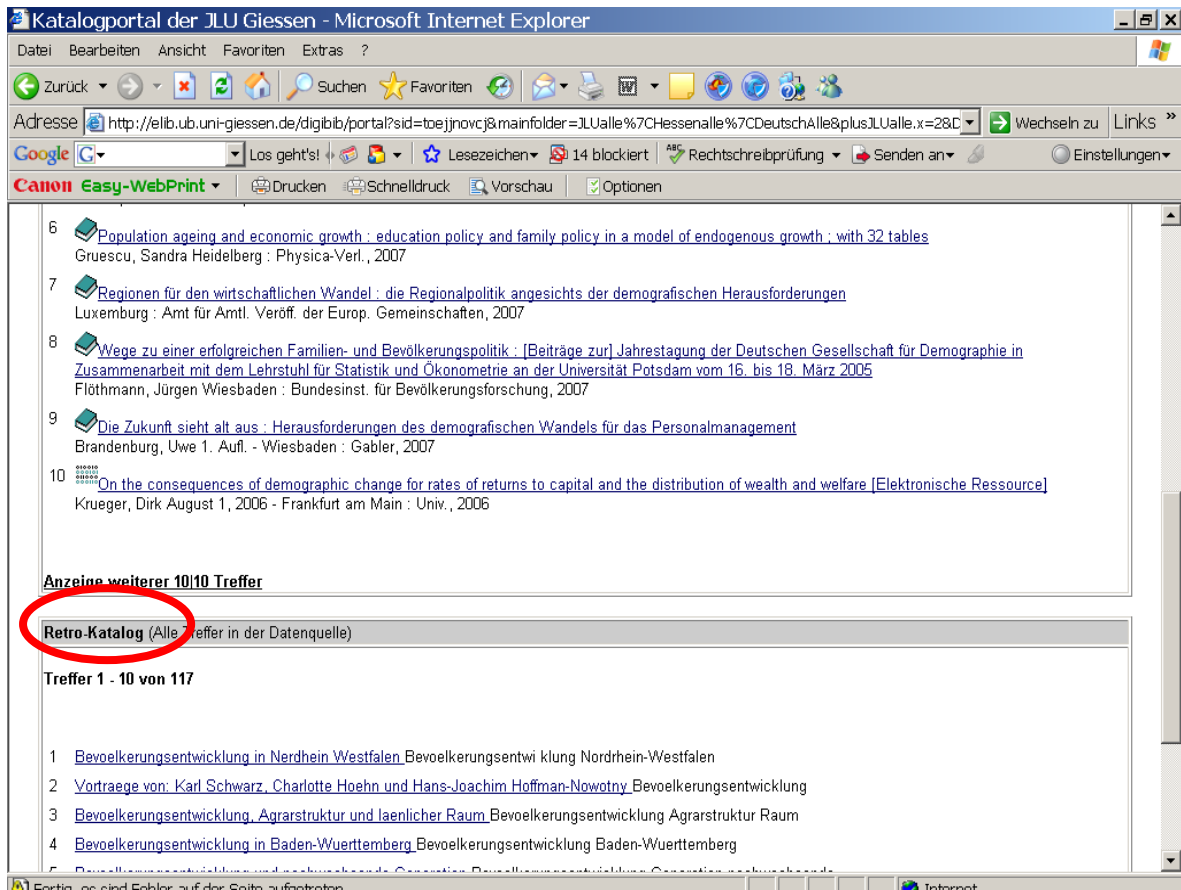 Katalogportal der JLU Giessen - Microsoft Internet Explorer
Datei Bearbeiten Ansicht Favoriten Extras ?
Zurück Suchen Favoriten
Adresse http://elib.ub.uni-giessen.de/digibib/portal?sid=toejjnovcj&mainfolder=JLUalle%7CHessenalle%7CDeutschAlle&plusJLUalle.x=2&D Wechseln zu Links »
Google G Los geht's! Lesezeichen 14 blockiert Rechtschreibprüfung Senden an Einstellungen
Canon Easy-WebPrint Drucken Schnelldruck Vorschau Optionen
6 Population ageing and economic growth : education policy and family policy in a model of endogenous growth ; with 32 tables
Gruescu, Sandra Heidelberg : Physica-Verl., 2007
7 Regionen für den wirtschaftlichen Wandel : die Regionalpolitik angesichts der demografischen Herausforderungen
Luxemburg : Amt für Amtl. Veröff. der Europ. Gemeinschaften, 2007
8 Wege zu einer erfolgreichen Familien- und Bevölkerungspolitik : [Beiträge zur] Jahrestagung der Deutschen Gesellschaft für Demographie in
Zusammenarbeit mit dem Lehrstuhl für Statistik und Ökonometrie an der Universität Potsdam vom 16. bis 18. März 2005
Flöthmann, Jürgen Wiesbaden : Bundesinst. für Bevölkerungsforschung, 2007
9 Die Zukunft sieht alt aus : Herausforderungen des demografischen Wandels für das Personalmanagement
Brandenburg, Uwe 1. Aufl. - Wiesbaden : Gabler, 2007
10 On the consequences of demographic change for rates of returns to capital and the distribution of wealth and welfare [Elektronische Ressource]
Krueger, Dirk August 1, 2006 - Frankfurt am Main : Univ., 2006
Anzeige weiterer 10|10 Treffer
Retro-Katalog (Alle Treffer in der Datenquelle)
Treffer 1 - 10 von 117
1 Bevoelkerungsentwicklung in Nerdhein Westfalen Bevoelkerungsentwi klung Nordrhein-Westfalen
2 Vortraege von: Karl Schwarz, Charlotte Hoehn und Hans-Joachim Hoffman-Nowotny Bevoelkerungsentwicklung
3 Bevoelkerungsentwicklung, Agrarstruktur und laenlicher Raum Bevoelkerungsentwicklung Agrarstruktur Raum
4 Bevoelkerungsentwicklung in Baden-Wuerttemberg Bevoelkerungsentwicklung Baden-Wuerttemberg
Fertig, es sind Fehler auf der Seite aufgetreten. Internet